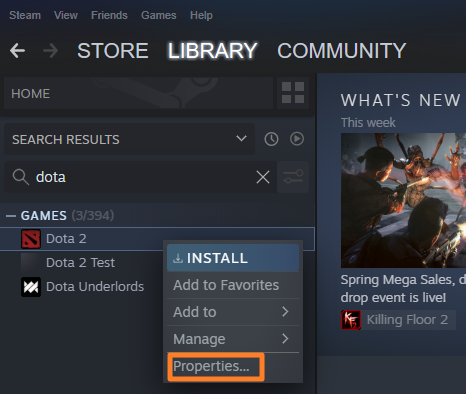 Steam View Friends Games Help
STORE LIBRARY COMMUNITY
HOME
SEARCH RESULTS
dota
GAMES (3/394)
Dota 2
Dota 2 Test
Dota Underlords
INSTALL
Add to Favorites
Add to
Manage
Properties...
WHAT'S NEW
This week
Spring Mega Sales, d
drop event is live!
Killing Floor 2